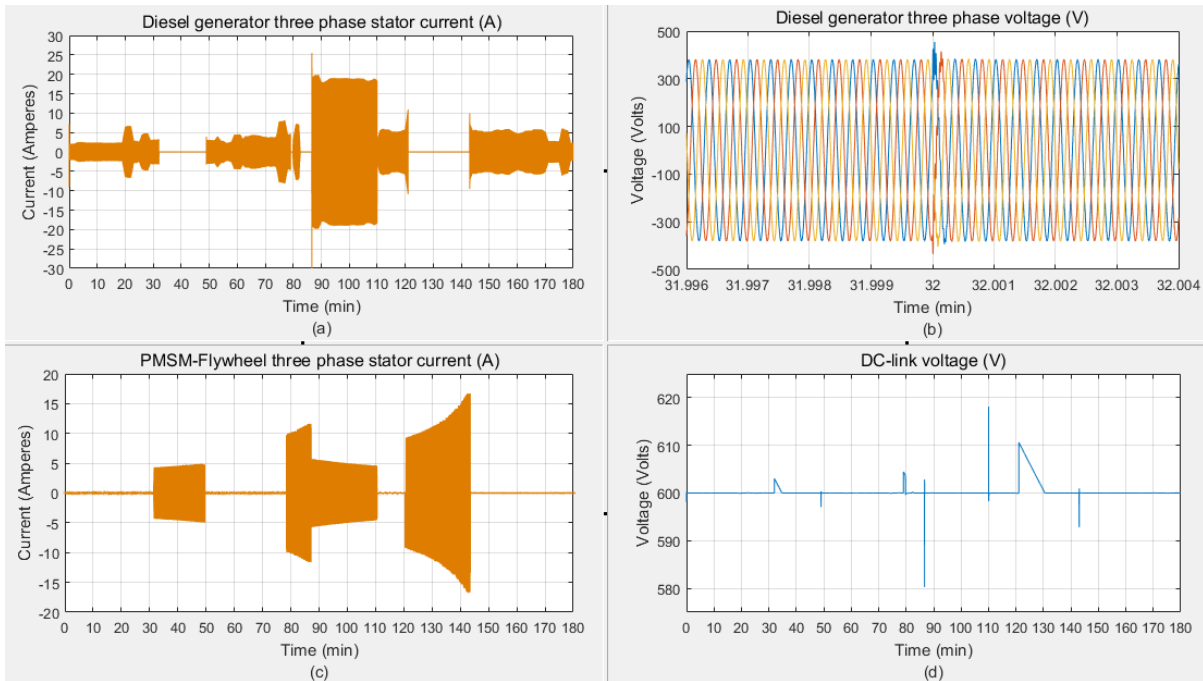 Diesel generator three phase stator current (A)
30
25
20
15
10
5
0
-5
-10
-15
-20
-25
-30
Current (Amperes)
0 10 20 30 40 50 60 70 80 90 100 110 120 130 140 150 160 170 180
Time (min)
(a)
Diesel generator three phase voltage (V)
500
300
100
-100
-300
-500
Voltage (Volts)
31.996 31.997 31.998 31.999 32 32.001 32.002 32.003 32.004
Time (min)
(b)
PMSM-Flywheel three phase stator current (A)
20
15
10
5
0
-5
-10
-15
-20
Current (Amperes)
0 10 20 30 40 50 60 70 80 90 100 110 120 130 140 150 160 170 180
Time (min)
(c)
DC-link voltage (V)
620
610
600
590
580
Voltage (Volts)
0 10 20 30 40 50 60 70 80 90 100 110 120 130 140 150 160 170 180
Time (min)
(d)